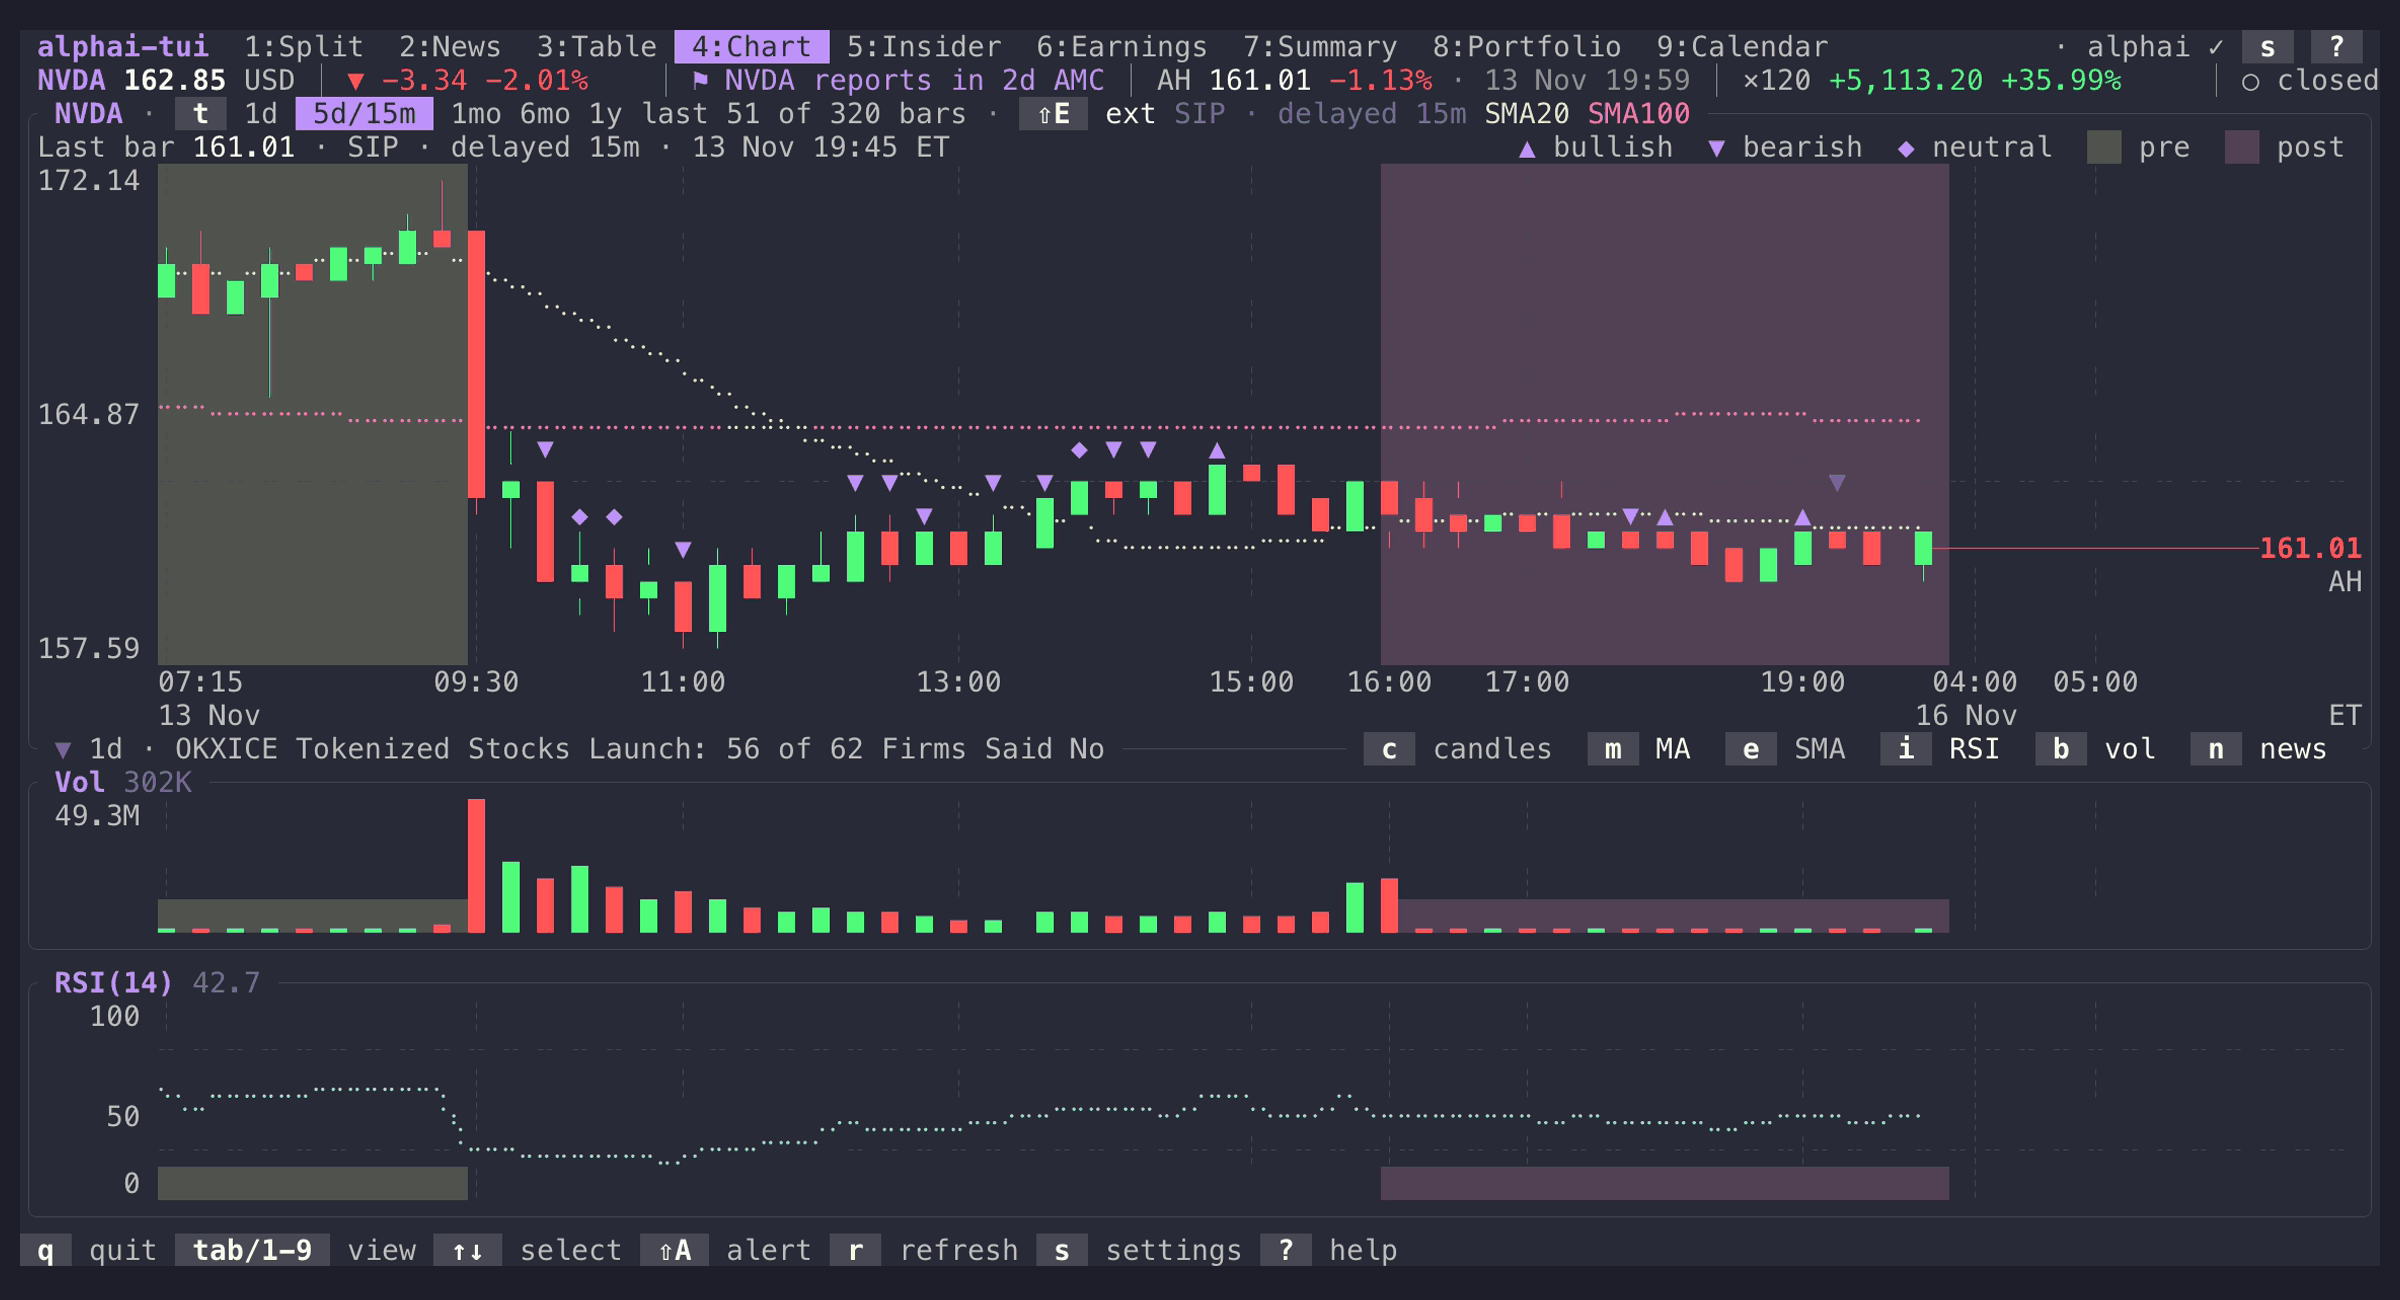 alphai-tui 1:Split 2:News 3:Table 4:Chart 5:Insider 6:Earnings 7:Summary 8:Portfolio 9:Calendar · alphai ✓ s ?
NVDA 162.85 USD │ ▼ −3.34 −2.01% │ ⚑ NVDA reports in 2d AMC │ AH 161.01 −1.13% · 13 Nov 19:59 │ ×120 +5,113.20 +35.99% │ ○ closed
NVDA · t 1d 5d/15m 1mo 6mo 1y last 51 of 320 bars · ⇧E ext SIP · delayed 15m SMA20 SMA100
Last bar 161.01 · SIP · delayed 15m · 13 Nov 19:45 ET ▲ bullish ▼ bearish ◆ neutral pre post
172.14
164.87
161.01
AH
157.59
07:15 09:30 11:00 13:00 15:00 16:00 17:00 19:00 04:00 05:00
13 Nov 16 Nov ET
▼ 1d · OKXICE Tokenized Stocks Launch: 56 of 62 Firms Said No c candles m MA e SMA i RSI b vol n news
Vol 302K
49.3M
RSI(14) 42.7
100
50
0
q quit tab/1−9 view ↑↓ select ⇧A alert r refresh s settings ? help